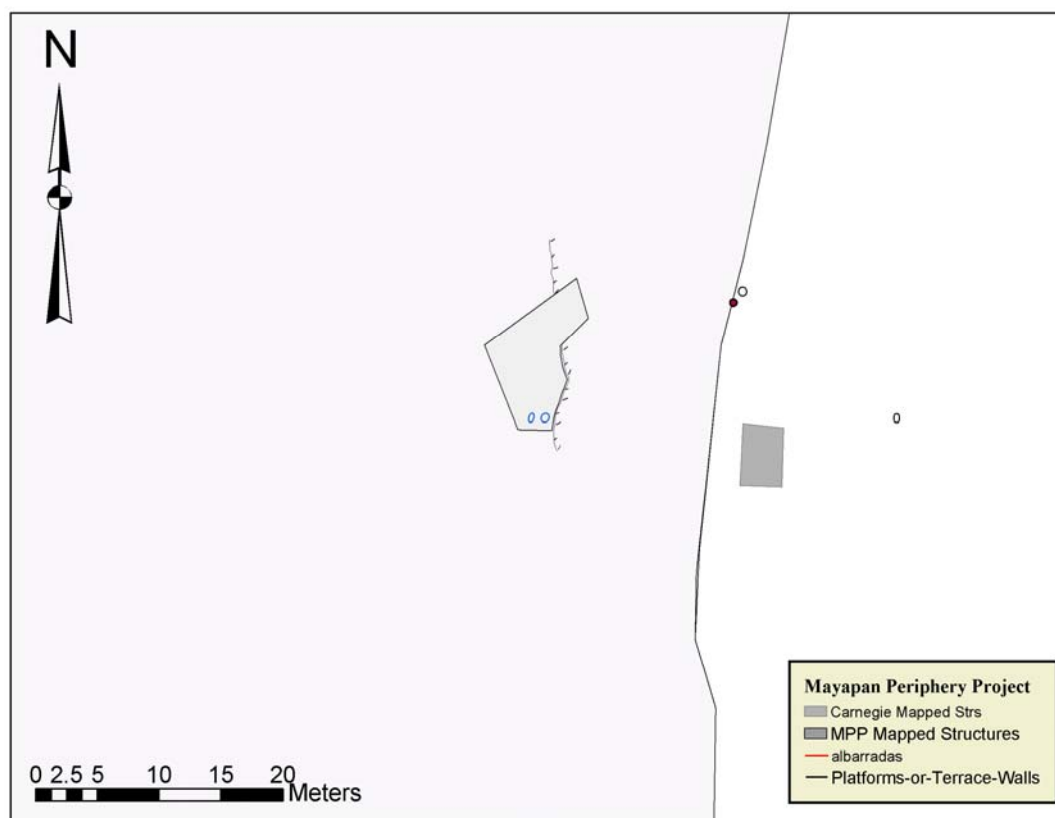 N
0 2.5 5 10 15 20
Meters
Mayapan Periphery Project
Carnegie Mapped Strs
MPP Mapped Structures
albarradas
Platforms-or-Terrace-Walls